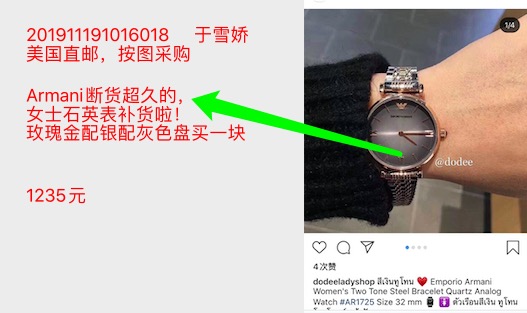 201911191016018 于雪娇
美国直邮，按图采购
Armani断货超久的，
女士石英表补货啦！
玫瑰金配银配灰色盘买一块
1235元
1/4
EMPORIO ARMANI
@dodee
4次赞
dodeeladyshop สีเงินทูโทน ❤️ Emporio Armani
Women's Two Tone Steel Bracelet Quartz Analog
Watch #AR1725 Size 32 mm ⌚ 🚺 ตัวเรือนสีเงิน ทูโทน